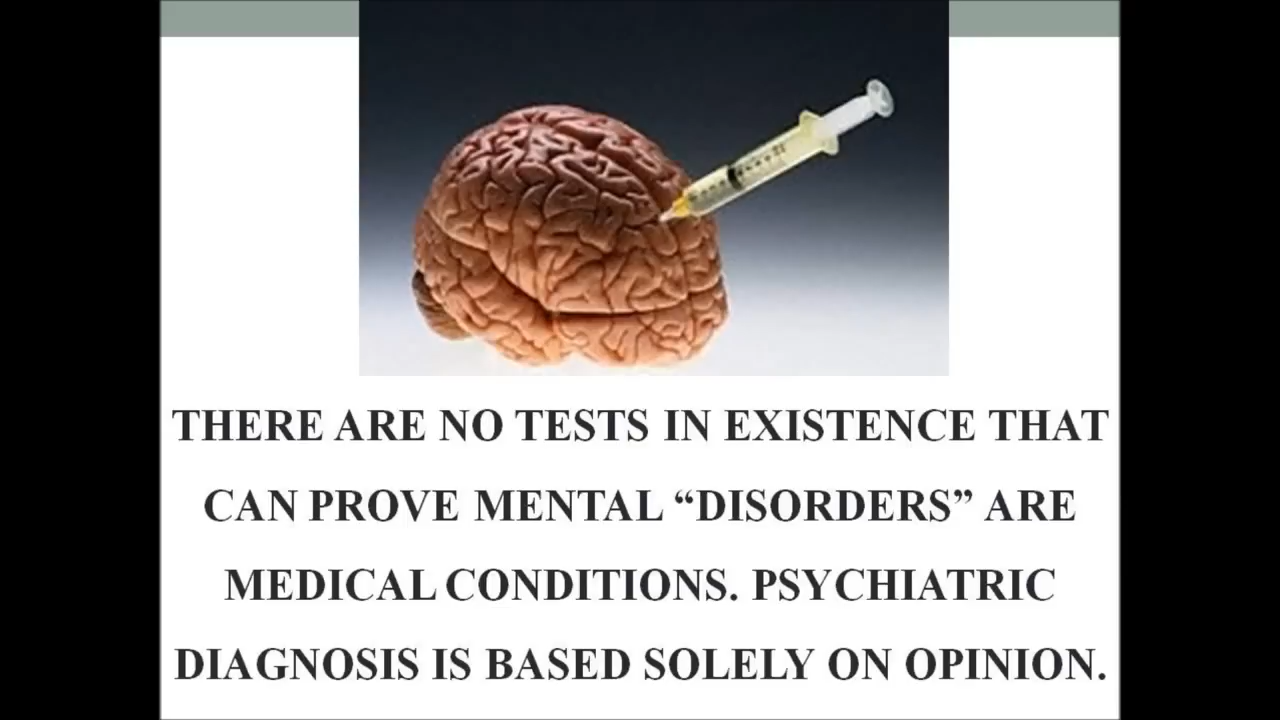 THERE ARE NO TESTS IN EXISTENCE THAT
CAN PROVE MENTAL “DISORDERS” ARE
MEDICAL CONDITIONS. PSYCHIATRIC
DIAGNOSIS IS BASED SOLELY ON OPINION.